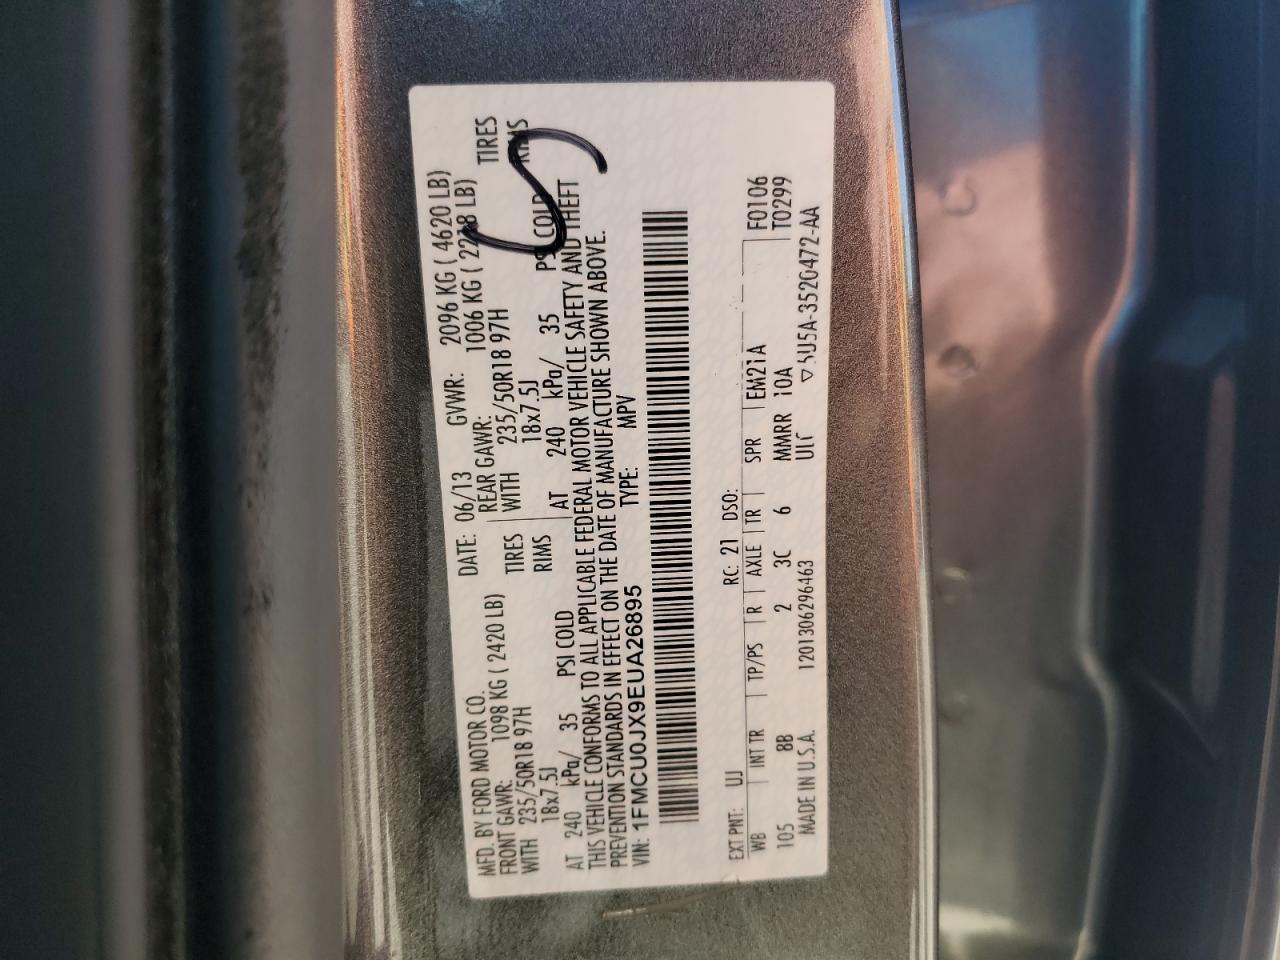 MFD. BY FORD MOTOR CO.
DATE: 06/13 GVWR: 2096 KG ( 4620 LB)
FRONT GAWR: 1098 KG ( 2420 LB) REAR GAWR: 1006 KG ( LB)
WITH 235/50R18 97H TIRES WITH 235/50R18 97H TIRES
18x7.5J RIMS 18x7.5J RIMS
AT 240 kPa/ 35 PSI COLD AT 240 kPa/ 35 PSI COLD
THIS VEHICLE CONFORMS TO ALL APPLICABLE FEDERAL MOTOR VEHICLE SAFETY AND THEFT
PREVENTION STANDARDS IN EFFECT ON THE DATE OF MANUFACTURE SHOWN ABOVE.
VIN: 1FMCU0JX9EUA26895 TYPE: MPV
EXT PNT: UJ RC: 21 DSO: F0106
WB INT TR TP/PS R AXLE TR SPR EM21A T0299
105 8B 2 3C 6 MMRR 10A
MADE IN U.S.A. 1201306296463